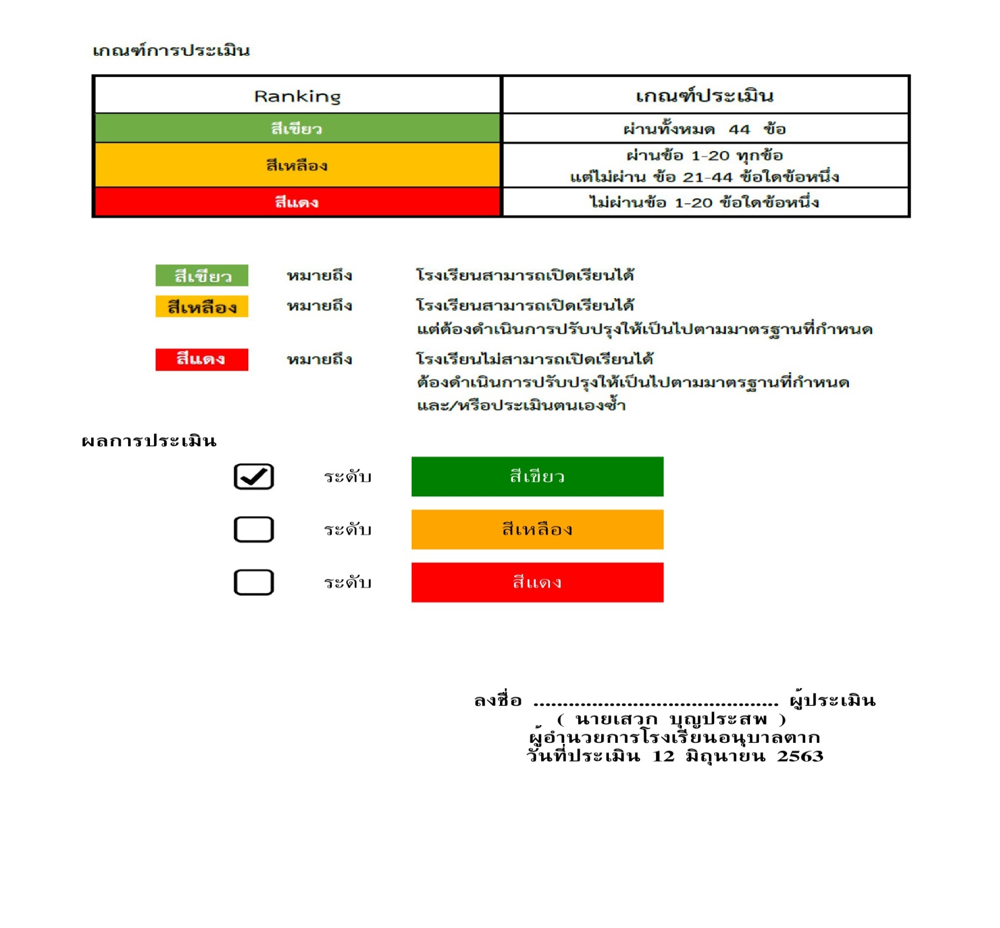 เกณฑ์การประเมิน
Ranking เกณฑ์ประเมิน
สีเขียว ผ่านทั้งหมด 44 ข้อ
สีเหลือง ผ่านข้อ 1-20 ทุกข้อ
แต่ไม่ผ่าน ข้อ 21-44 ข้อใดข้อหนึ่ง
สีแดง ไม่ผ่านข้อ 1-20 ข้อใดข้อหนึ่ง
สีเขียว หมายถึง โรงเรียนสามารถเปิดเรียนได้
สีเหลือง หมายถึง โรงเรียนสามารถเปิดเรียนได้
แต่ต้องดำเนินการปรับปรุงให้เป็นไปตามมาตรฐานที่กำหนด
สีแดง หมายถึง โรงเรียนไม่สามารถเปิดเรียนได้
ต้องดำเนินการปรับปรุงให้เป็นไปตามมาตรฐานที่กำหนด
และ/หรือประเมินตนเองซ้ำ
ผลการประเมิน
ระดับ สีเขียว
ระดับ สีเหลือง
ระดับ สีแดง
ลงชื่อ .......................................... ผู้ประเมิน
( นายเสวก บุญประสพ )
ผู้อำนวยการโรงเรียนอนุบาลตาก
วันที่ประเมิน 12 มิถุนายน 2563